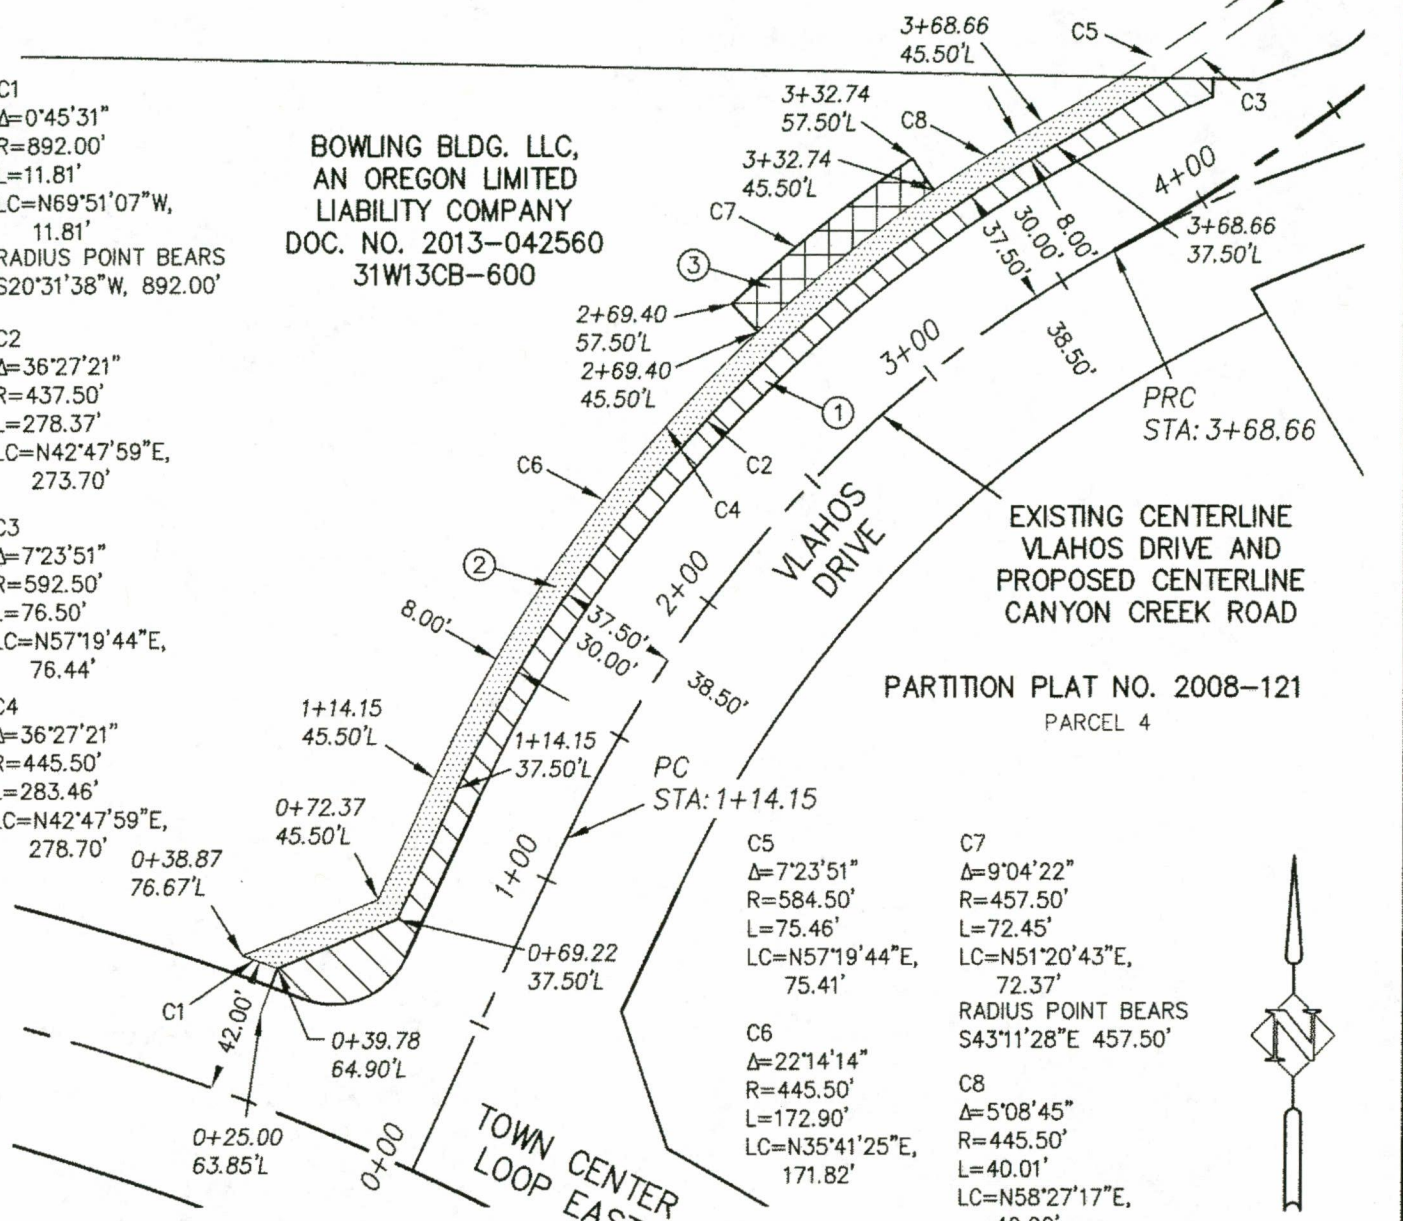 C1
Δ=0°45'31"
R=892.00'
L=11.81'
LC=N69°51'07"W,
11.81'
RADIUS POINT BEARS
S20°31'38"W, 892.00'
C2
Δ=36°27'21"
R=437.50'
L=278.37'
LC=N42°47'59"E,
273.70'
C3
Δ=7°23'51"
R=592.50'
L=76.50'
LC=N57°19'44"E,
76.44'
C4
Δ=36°27'21"
R=445.50'
L=283.46'
LC=N42°47'59"E,
278.70'
BOWLING BLDG. LLC,
AN OREGON LIMITED
LIABILITY COMPANY
DOC. NO. 2013-042560
31W13CB-600
3+68.66
45.50'L
C5
3+32.74
57.50'L
C8
C3
3+32.74
45.50'L
4+00
C7
3
30.00'
8.00'
37.50'
3+68.66
37.50'L
2+69.40
57.50'L
2+69.40
45.50'L
3+00
38.50'
1
PRC
STA: 3+68.66
C6
C2
C4
VLAHOS
DRIVE
EXISTING CENTERLINE
VLAHOS DRIVE AND
PROPOSED CENTERLINE
CANYON CREEK ROAD
2
2+00
8.00'
37.50'
30.00'
38.50'
PARTITION PLAT NO. 2008-121
PARCEL 4
1+14.15
45.50'L
1+14.15
37.50'L
PC
STA: 1+14.15
0+72.37
45.50'L
0+38.87
76.67'L
1+00
0+69.22
37.50'L
C1
42.00'
0+39.78
64.90'L
0+25.00
63.85'L
0+00
TOWN CENTER
LOOP EAST
C5
Δ=7°23'51"
R=584.50'
L=75.46'
LC=N57°19'44"E,
75.41'
C6
Δ=22°14'14"
R=445.50'
L=172.90'
LC=N35°41'25"E,
171.82'
C7
Δ=9°04'22"
R=457.50'
L=72.45'
LC=N51°20'43"E,
72.37'
RADIUS POINT BEARS
S43°11'28"E 457.50'
C8
Δ=5°08'45"
R=445.50'
L=40.01'
LC=N58°27'17"E,
N